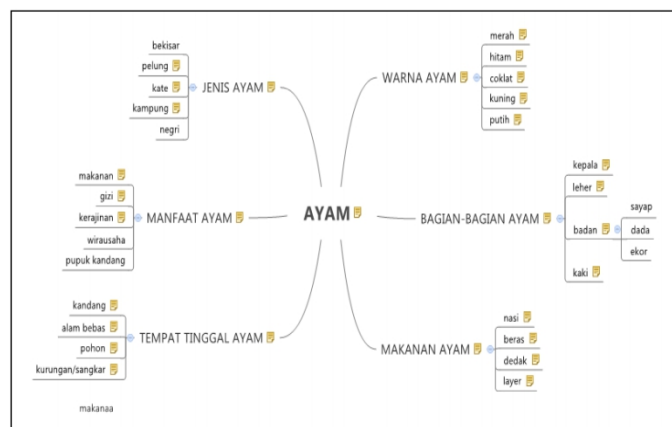 AYAM
JENIS AYAM
bekisar
pelung
kate
kampung
negri
MANFAAT AYAM
makanan
gizi
kerajinan
wirausaha
pupuk kandang
TEMPAT TINGGAL AYAM
kandang
alam bebas
pohon
kurungan/sangkar
makanaa
WARNA AYAM
merah
hitam
coklat
kuning
putih
BAGIAN-BAGIAN AYAM
kepala
leher
badan
sayap
dada
ekor
kaki
MAKANAN AYAM
nasi
beras
dedak
layer